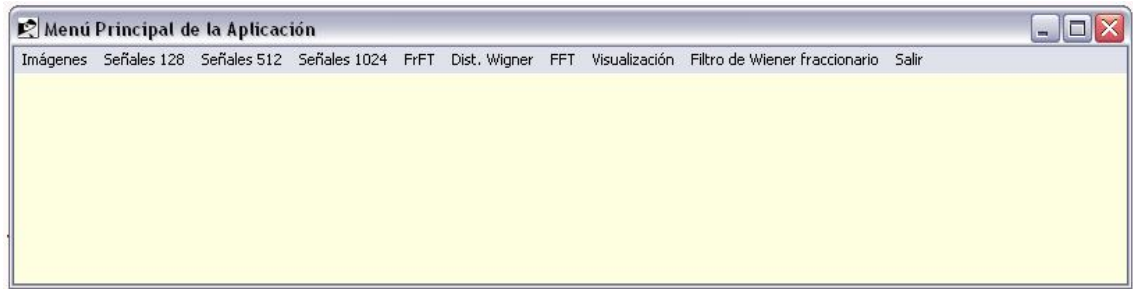 Menú Principal de la Aplicación
Imágenes Señales 128 Señales 512 Señales 1024 FrFT Dist. Wigner FFT Visualización Filtro de Wiener fraccionario Salir